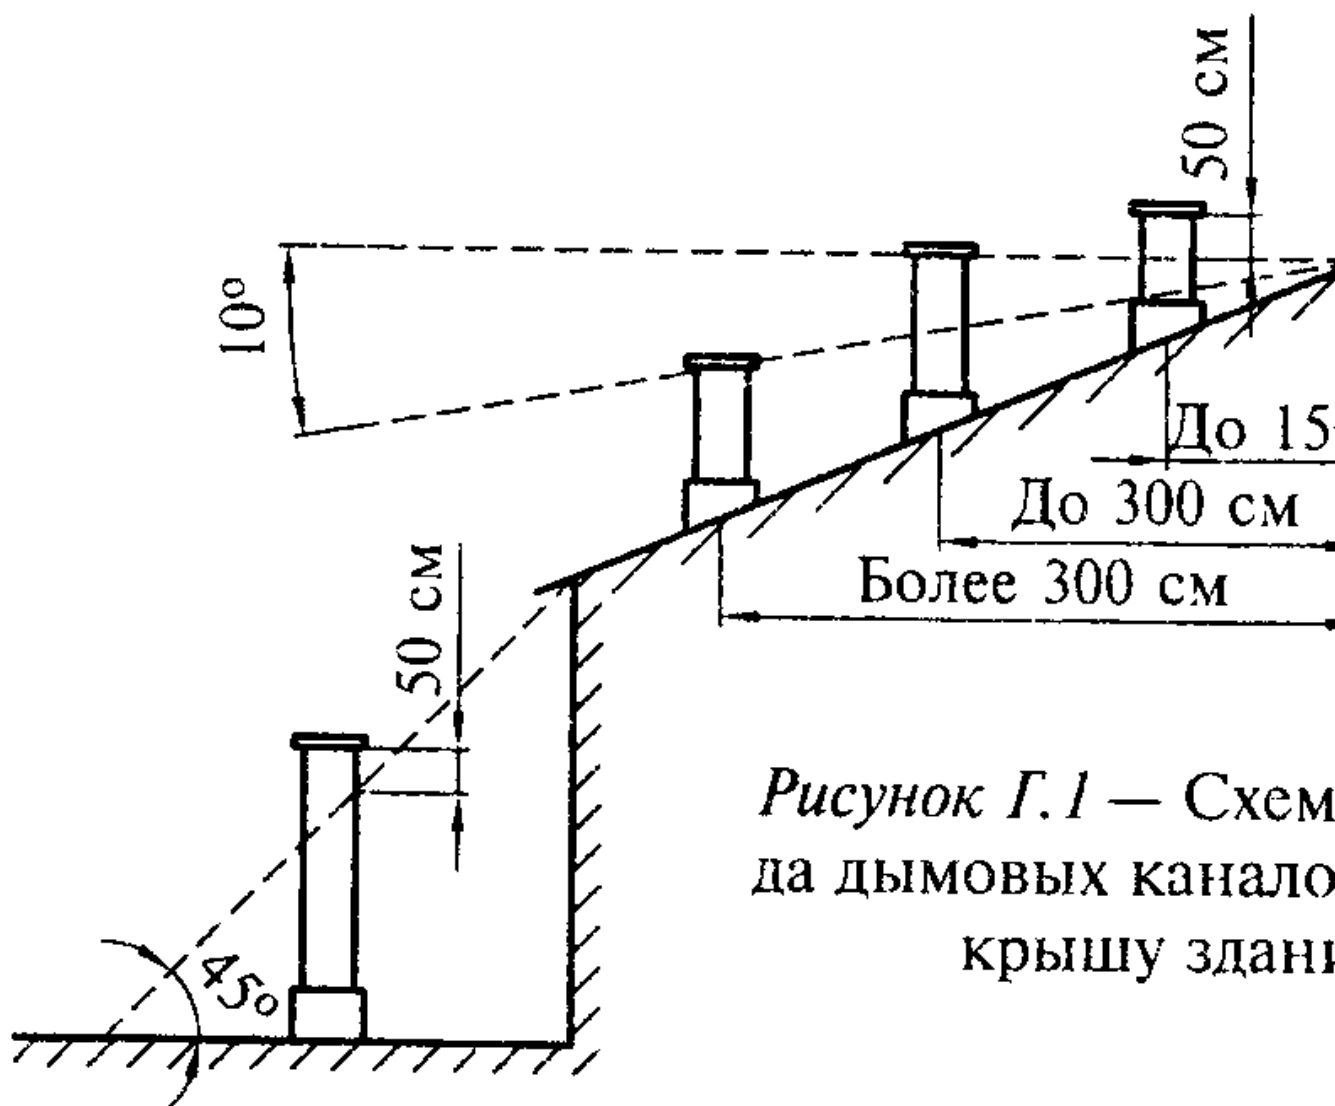 50 см
10°
До 15
До 300 см
Более 300 см
50 см
45°
Рисунок Г.1 — Схем
да дымовых канало
крышу здани